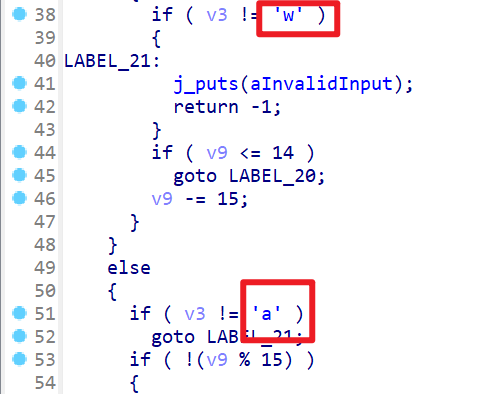 38 if ( v3 != 'w' )
39 {
40 LABEL_21:
41 j_puts(aInvalidInput);
42 return -1;
43 }
44 if ( v9 <= 14 )
45 goto LABEL_20;
46 v9 -= 15;
47 }
48 }
49 else
50 {
51 if ( v3 != 'a' )
52 goto LABEL_21;
53 if ( !(v9 % 15) )
54 {